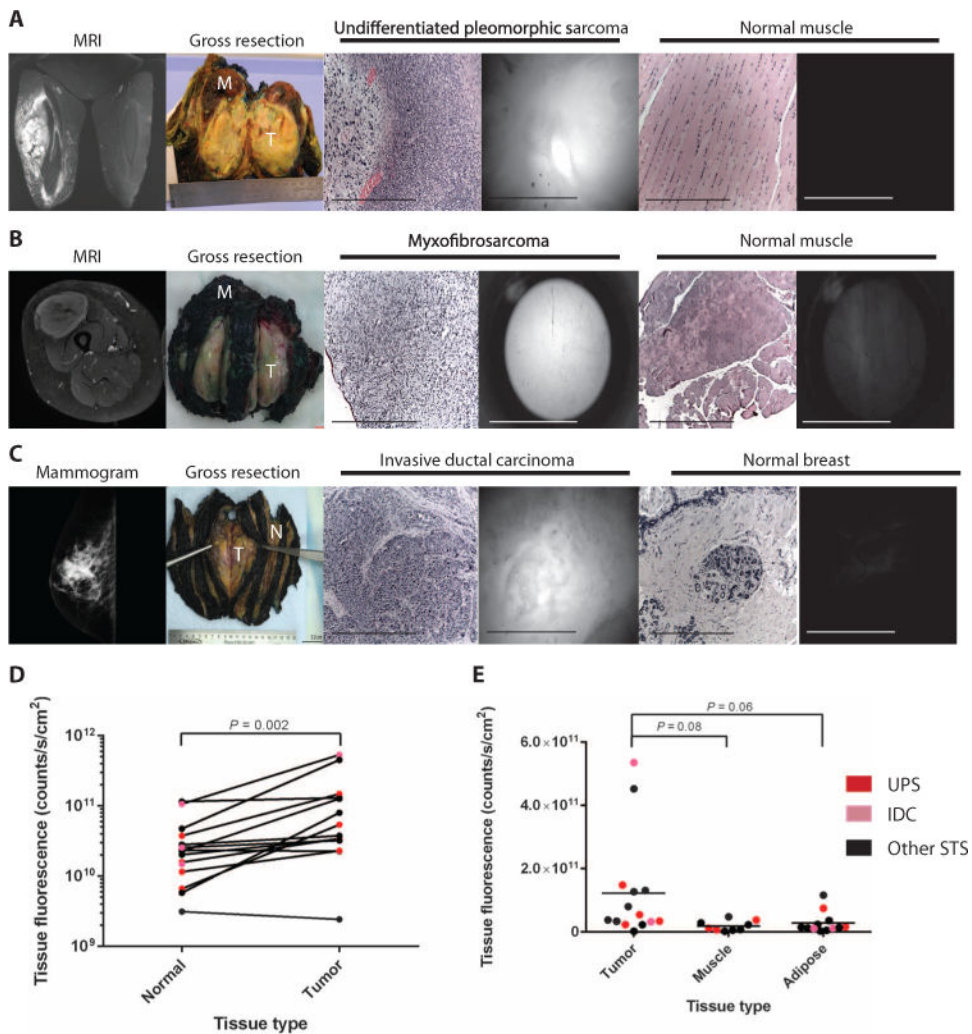 A
MRI
Gross resection
Undifferentiated pleomorphic sarcoma
Normal muscle
M
T
B
MRI
Gross resection
Myxofibrosarcoma
Normal muscle
M
T
C
Mammogram
Gross resection
Invasive ductal carcinoma
Normal breast
N
T
D
P = 0.002
10¹²
10¹¹
10¹⁰
10⁹
Tissue fluorescence (counts/s/cm²)
Normal
Tumor
Tissue type
E
P = 0.06
P = 0.08
6.0×10¹¹
4.0×10¹¹
2.0×10¹¹
0
Tissue fluorescence (counts/s/cm²)
Tumor
Muscle
Adipose
Tissue type
UPS
IDC
Other STS